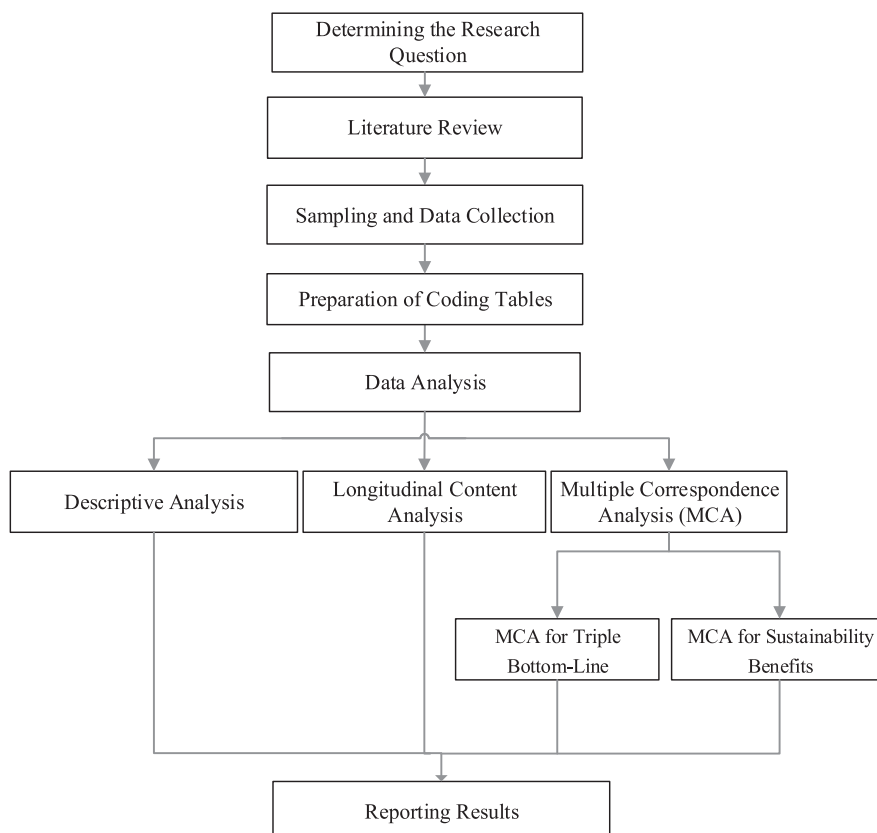 Determining the Research
Question
Literature Review
Sampling and Data Collection
Preparation of Coding Tables
Data Analysis
Descriptive Analysis
Longitudinal Content
Analysis
Multiple Correspondence
Analysis (MCA)
MCA for Triple
Bottom-Line
MCA for Sustainability
Benefits
Reporting Results